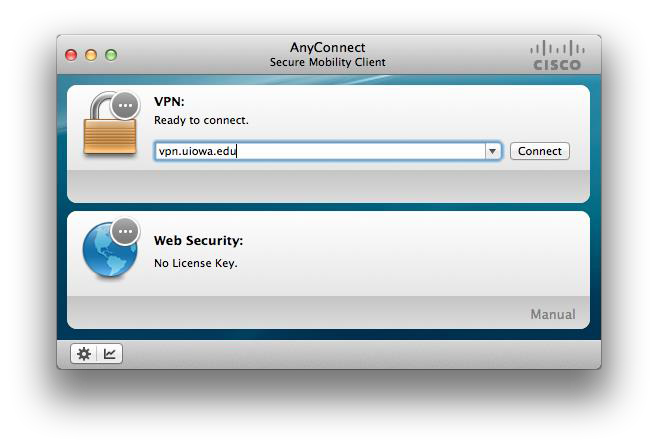 AnyConnect
Secure Mobility Client
CISCO
VPN:
Ready to connect.
vpn.uiowa.edu
Connect
Web Security:
No License Key.
Manual